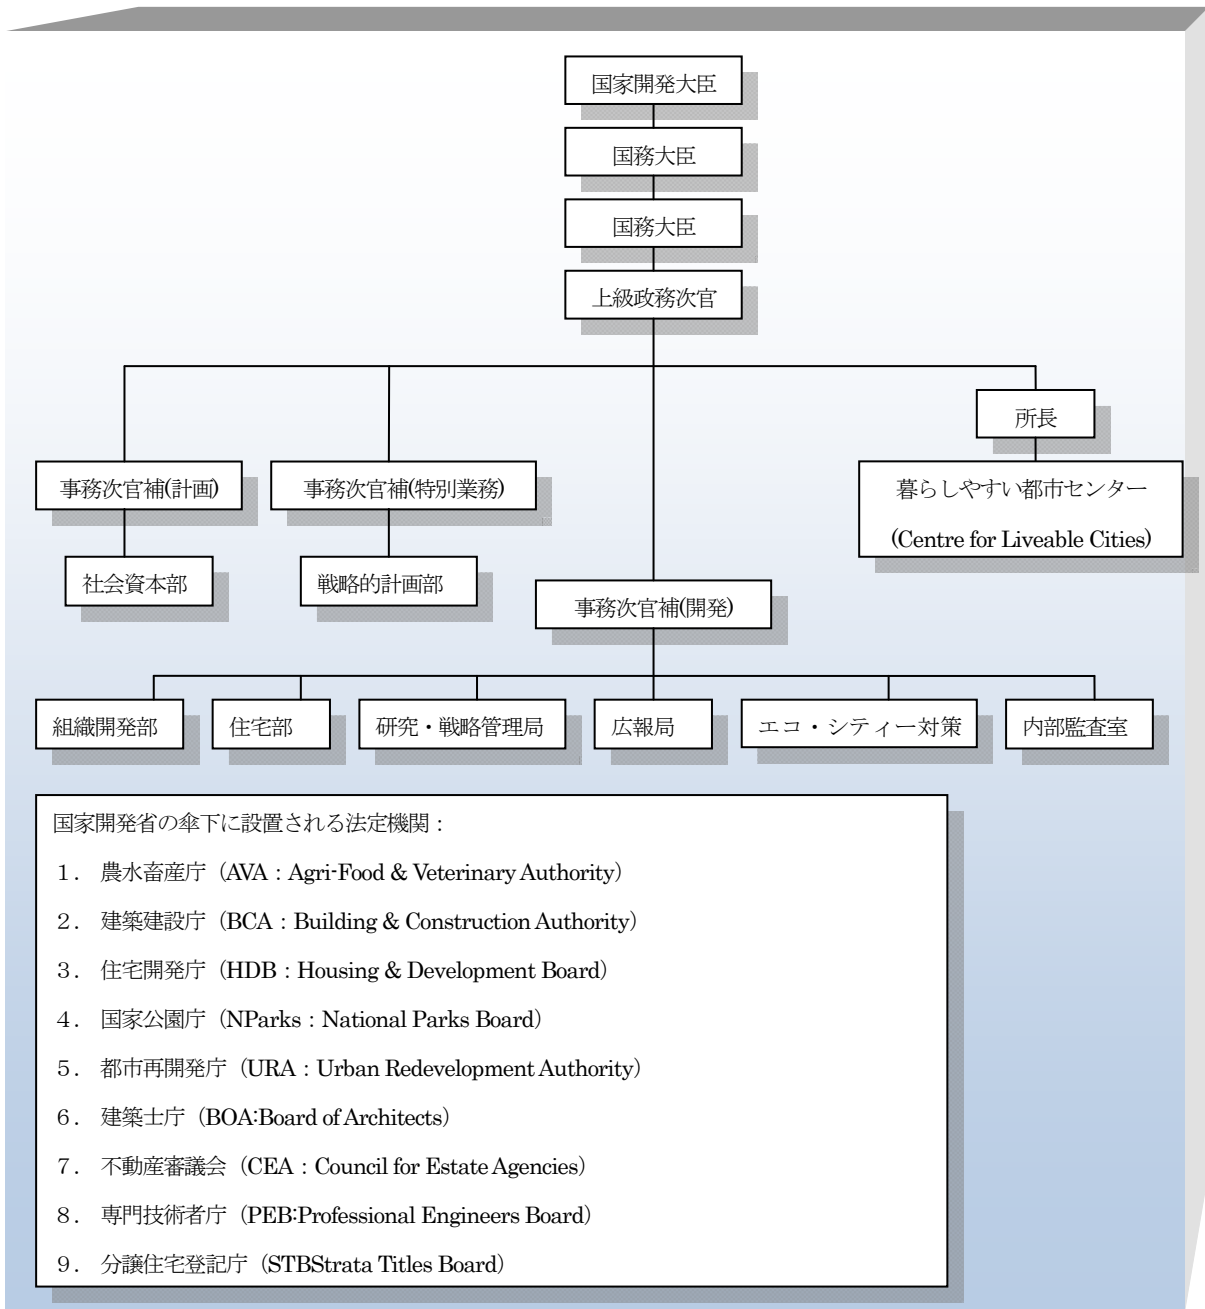 国家開発大臣
国務大臣
国務大臣
上級政務次官
所長
事務次官補(計画)
事務次官補(特別業務)
暮らしやすい都市センター
(Centre for Liveable Cities)
社会資本部
戦略的計画部
事務次官補(開発)
組織開発部
住宅部
研究・戦略管理局
広報局
エコ・シティー対策
内部監査室
国家開発省の傘下に設置される法定機関：
１． 農水畜産庁（AVA：Agri-Food & Veterinary Authority）
２． 建築建設庁（BCA：Building & Construction Authority）
３． 住宅開発庁（HDB：Housing & Development Board）
４． 国家公園庁（NParks：National Parks Board）
５． 都市再開発庁（URA：Urban Redevelopment Authority）
６． 建築士庁（BOA:Board of Architects）
７． 不動産審議会（CEA：Council for Estate Agencies）
８． 専門技術者庁（PEB:Professional Engineers Board）
９． 分譲住宅登記庁（STBStrata Titles Board）